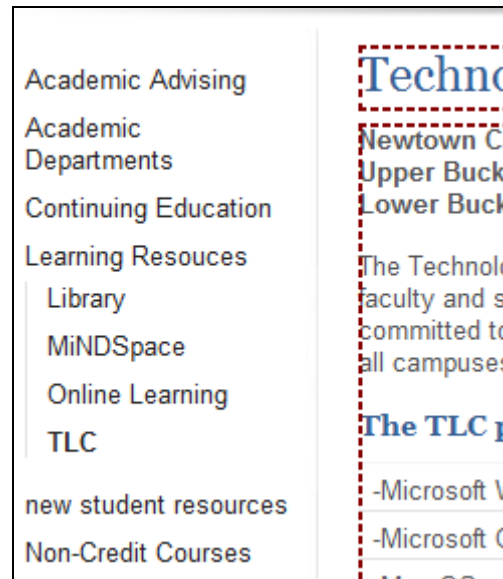 Academic Advising
Academic
Departments
Continuing Education
Learning Resouces
Library
MiNDSpace
Online Learning
TLC
new student resources
Non-Credit Courses
Techno
Newtown C
Upper Buck
Lower Buck
The Technolo
faculty and s
committed to
all campuses
The TLC p
-Microsoft W
-Microsoft O